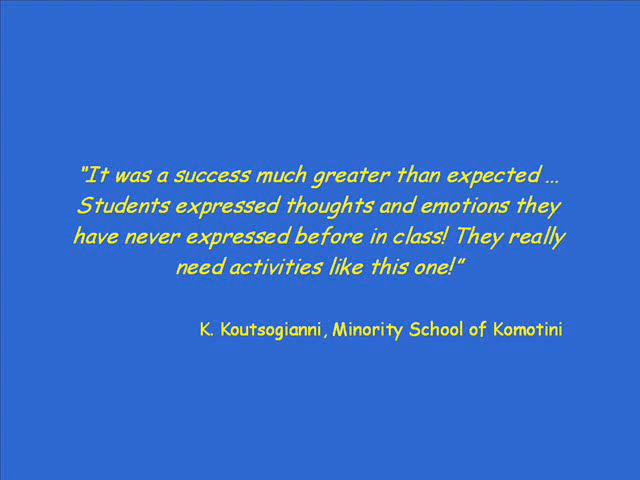 "It was a success much greater than expected …
Students expressed thoughts and emotions they
have never expressed before in class! They really
need activities like this one!”
K. Koutsogianni, Minority School of Komotini